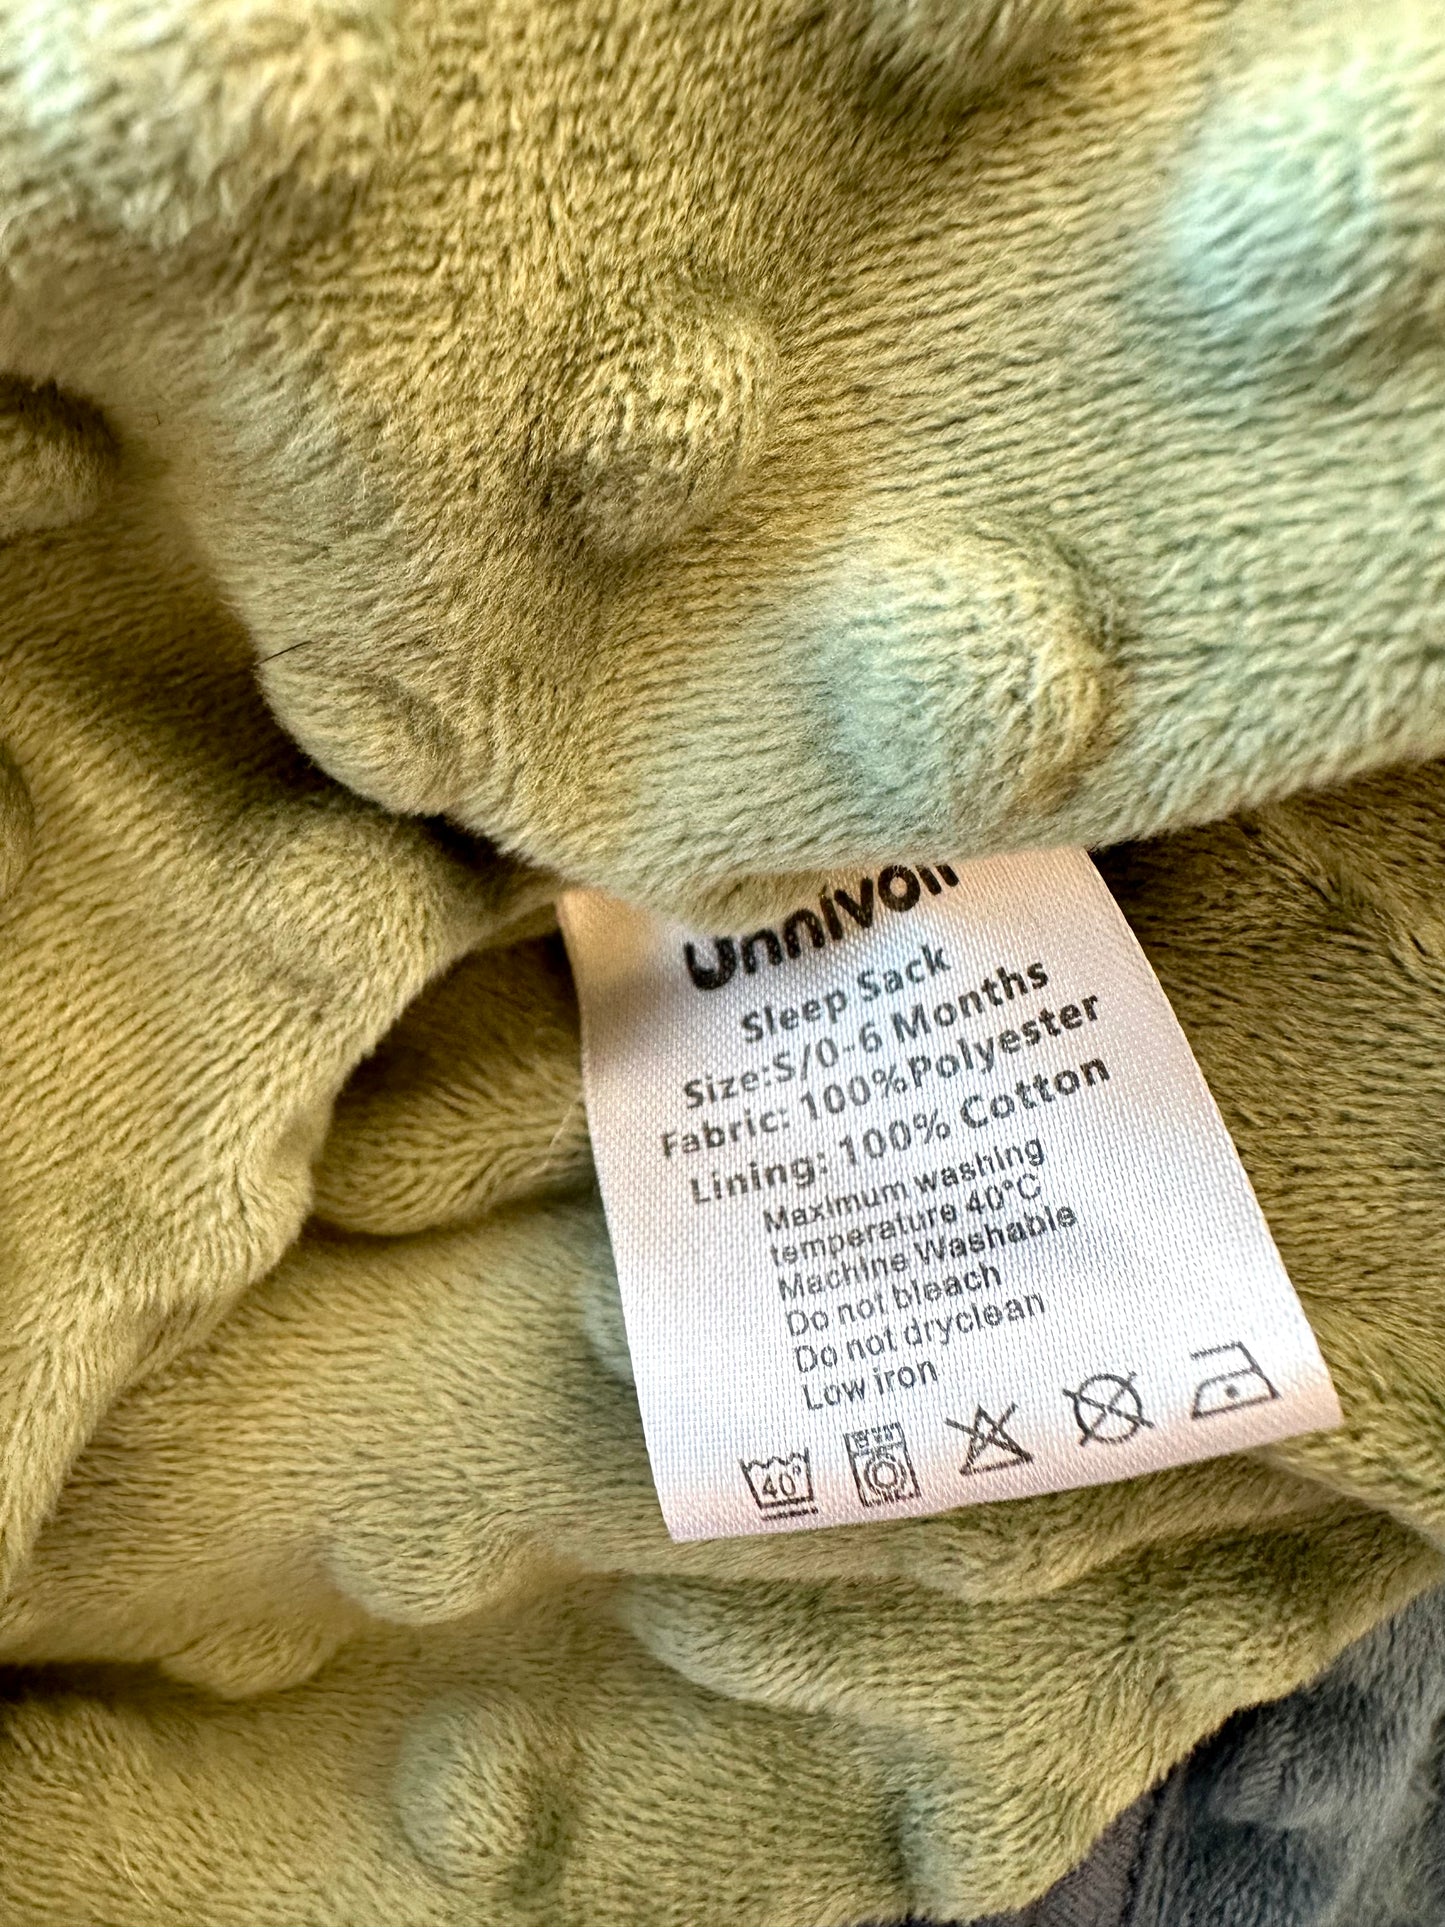 Unnivoll
Sleep Sack
Size:S/0-6 Months
Fabric: 100%Polyester
Lining: 100% Cotton
Maximum washing
temperature 40°C
Machine Washable
Do not bleach
Do not dryclean
Low iron
40°